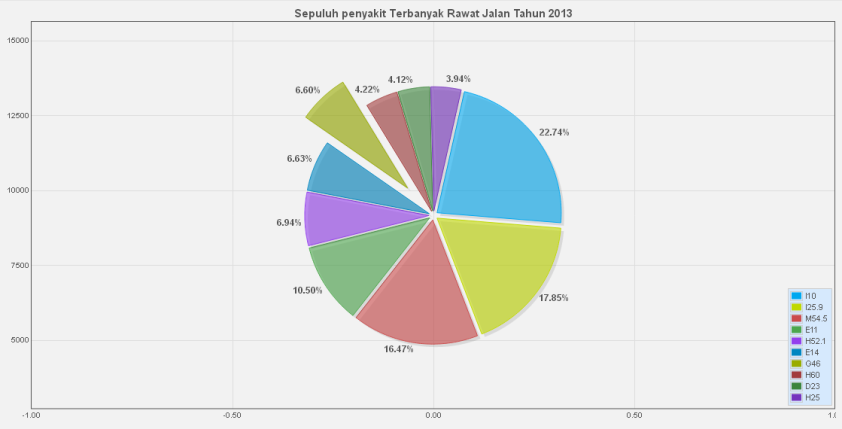 Sepuluh penyakit Terbanyak Rawat Jalan Tahun 2013
15000
12500
10000
7500
5000
-1.00
-0.50
0.00
0.50
1.0
3.94%
4.12%
4.22%
6.60%
22.74%
6.63%
6.94%
10.50%
17.85%
16.47%
I10
I25.9
M54.5
E11
H52.1
E14
G46
H60
D23
H25